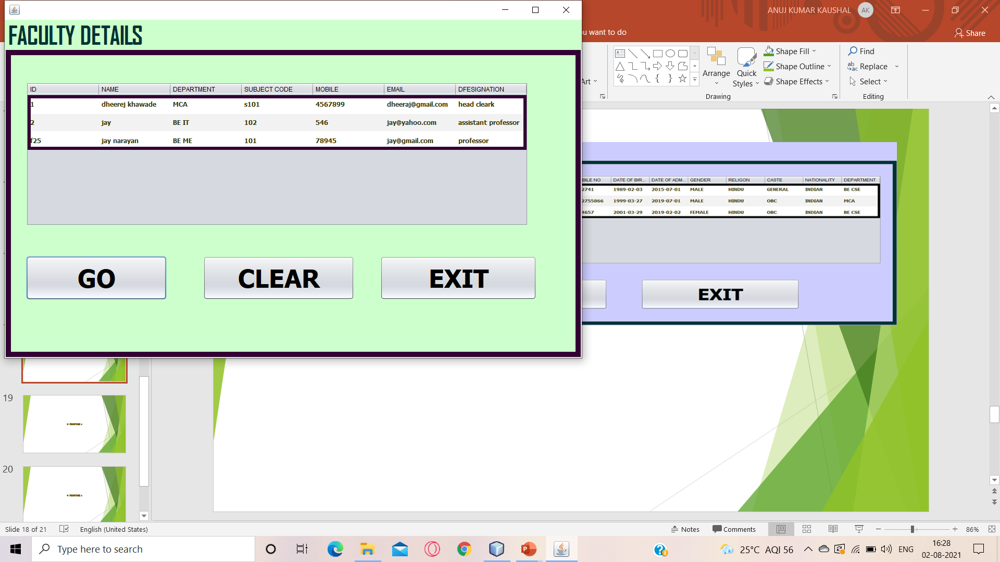 FACULTY DETAILS
ID NAME DEPARTMENT SUBJECT CODE MOBILE EMAIL DFESIGNATION
1 dheerej khawade MCA s101 4567899 dheeraj@gmail.com head cleark
2 jay BE IT 102 546 jay@yahoo.com assistant professor
f25 jay narayan BE ME 101 78945 jay@gmail.com professor
GO CLEAR EXIT
ANUJ KUMAR KAUSHAL AK
u want to do
Share
Art
Arrange
Quick Styles
Shape Fill
Shape Outline
Shape Effects
Drawing
Find
Replace
Select
Editing
BILE NO DATE OF BIR... DATE OF ADM... GENDER RELIGON CASTE NATIONALITY DEPARTMENT
2741 1989-02-03 2015-07-01 MALE HINDU GENERAL INDIAN BE CSE
2755866 1999-03-27 2019-07-01 MALE HINDU OBC INDIAN MCA
4657 2001-03-29 2019-02-02 FEMALE HINDU OBC INDIAN BE CSE
EXIT
19
20
Slide 18 of 21 English (United States) Notes Comments 86%
Type here to search
25°C AQI 56
ENG
16:28
02-08-2021